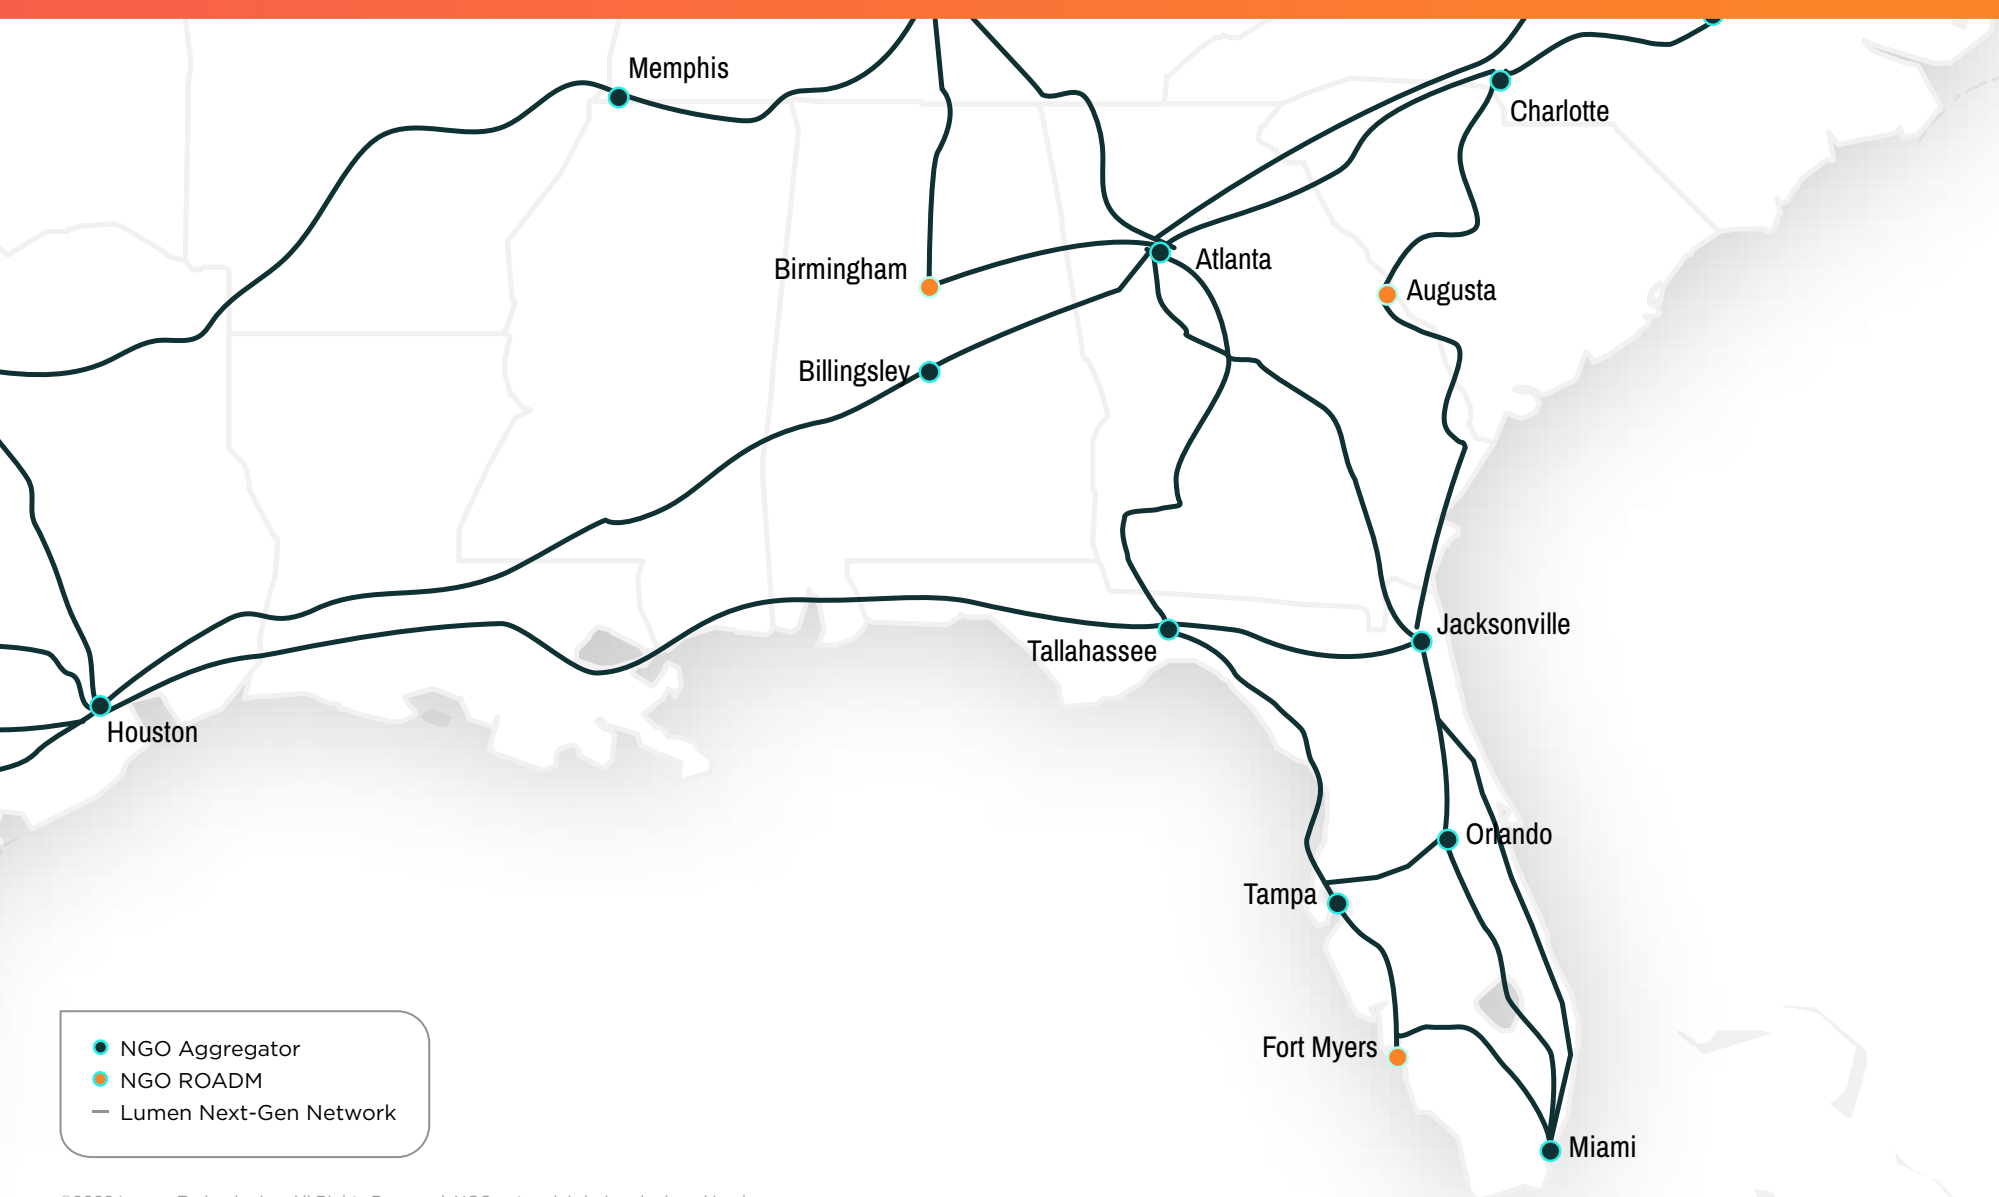 Memphis
Charlotte
Birmingham
Atlanta
Augusta
Billingsley
Jacksonville
Tallahassee
Houston
Orlando
Tampa
Fort Myers
Miami
NGO Aggregator
NGO ROADM
Lumen Next-Gen Network